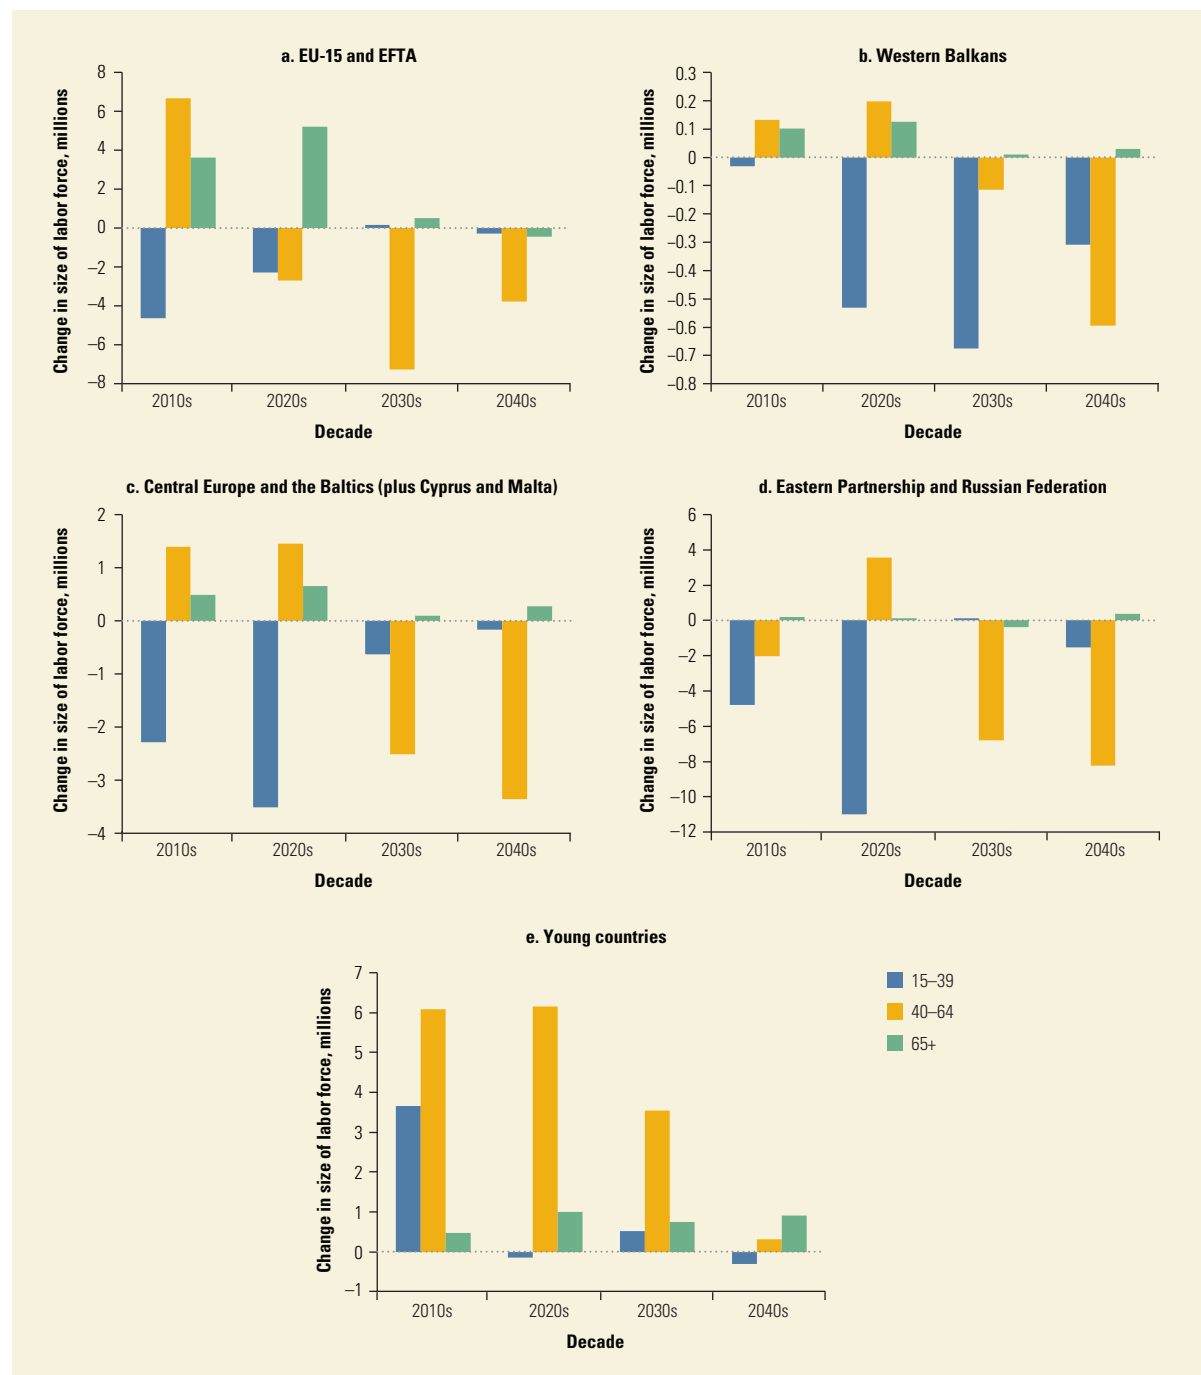 a. EU-15 and EFTA
Change in size of labor force, millions
8
6
4
2
0
–2
–4
–6
–8
2010s 2020s 2030s 2040s
Decade
b. Western Balkans
Change in size of labor force, millions
0.3
0.2
0.1
0
–0.1
–0.2
–0.3
–0.4
–0.5
–0.6
–0.7
–0.8
2010s 2020s 2030s 2040s
Decade
c. Central Europe and the Baltics (plus Cyprus and Malta)
Change in size of labor force, millions
2
1
0
–1
–2
–3
–4
2010s 2020s 2030s 2040s
Decade
d. Eastern Partnership and Russian Federation
Change in size of labor force, millions
6
4
2
0
–2
–4
–6
–8
–10
–12
2010s 2020s 2030s 2040s
Decade
e. Young countries
Change in size of labor force, millions
7
6
5
4
3
2
1
0
–1
2010s 2020s 2030s 2040s
Decade
15–39
40–64
65+